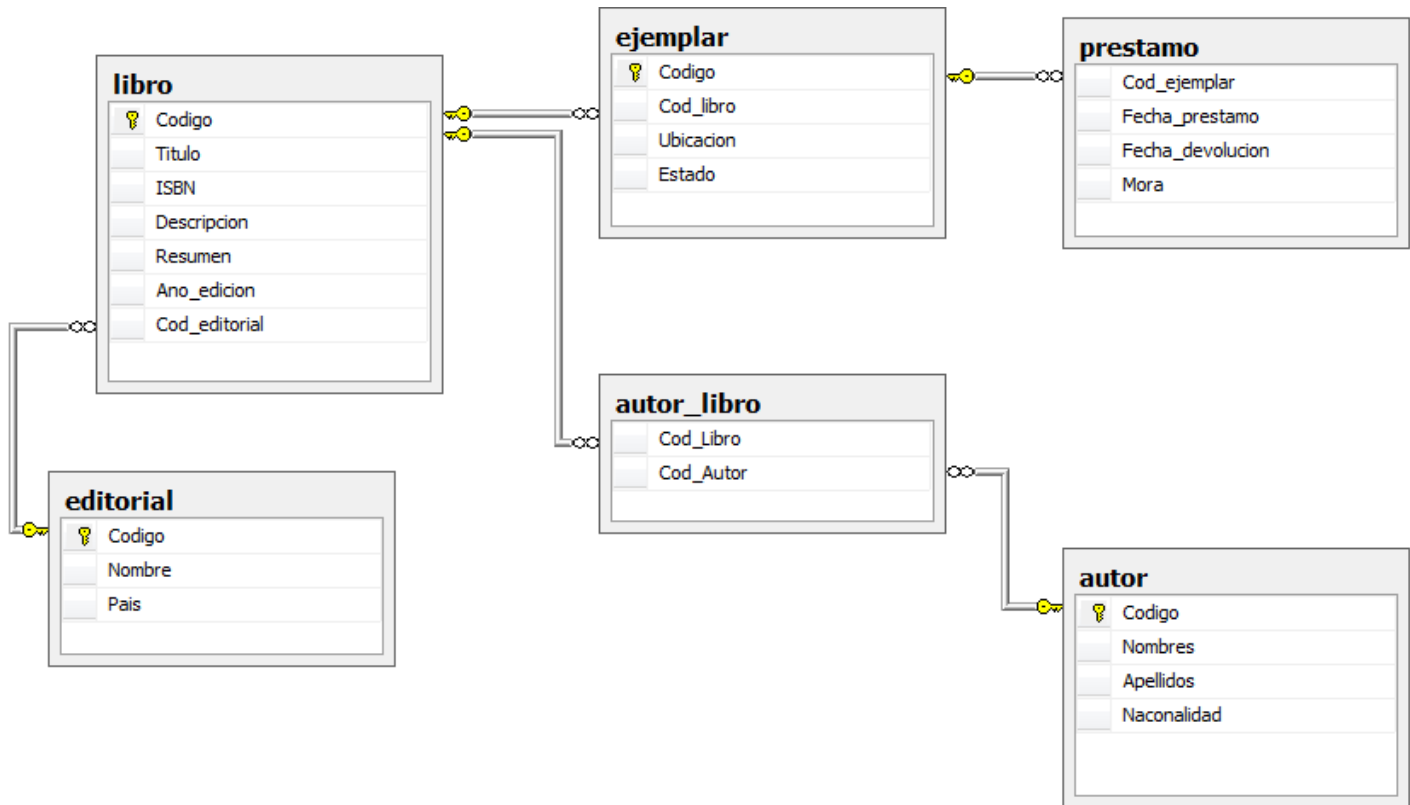 libro
Codigo
Titulo
ISBN
Descripcion
Resumen
Ano_edicion
Cod_editorial
ejemplar
Codigo
Cod_libro
Ubicacion
Estado
prestamo
Cod_ejemplar
Fecha_prestamo
Fecha_devolucion
Mora
editorial
Codigo
Nombre
Pais
autor_libro
Cod_Libro
Cod_Autor
autor
Codigo
Nombres
Apellidos
Naconalidad